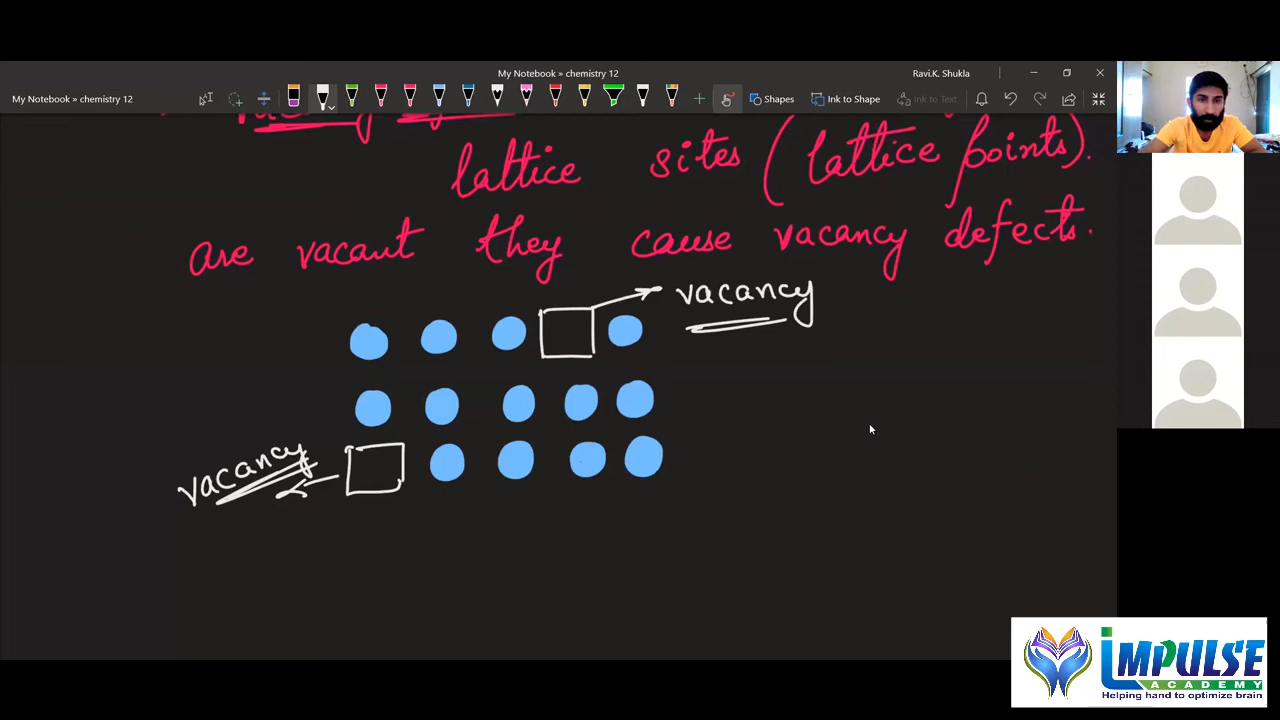 My Notebook » chemistry 12
Ravi.K. Shukla
My Notebook » chemistry 12
Shapes
Ink to Shape
Ink to Text
lattice sites (lattice points).
are vacant they cause vacancy defects.
vacancy
vacancy
IMPULSE
ACADEMY
Helping hand to optimize brain